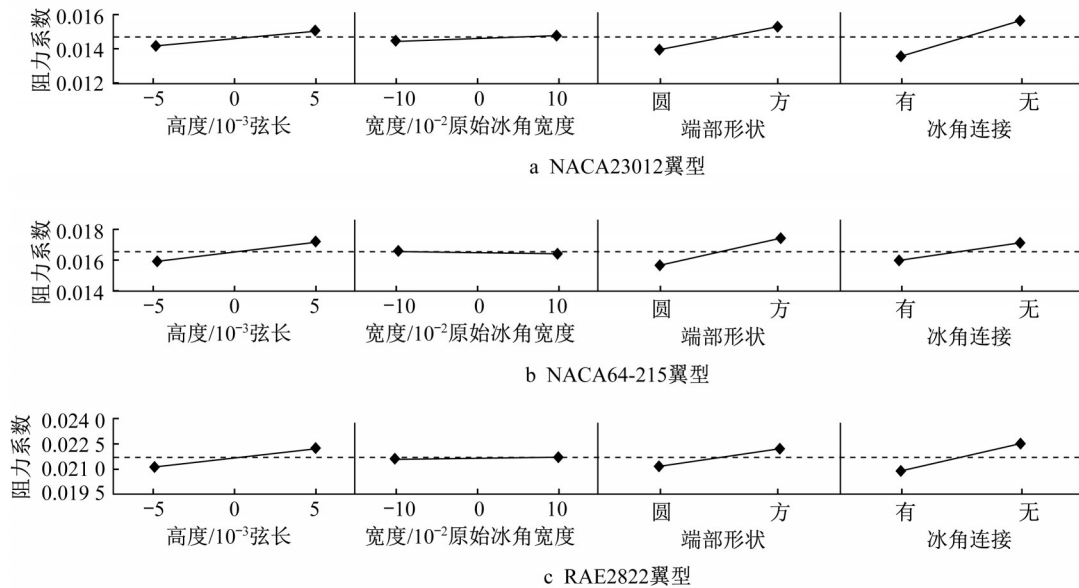 阻力系数
0.016
0.014
0.012
−5 0 5 −10 0 10 圆 方 有 无
高度/10⁻³弦长 宽度/10⁻²原始冰角宽度 端部形状 冰角连接
a NACA23012翼型
阻力系数
0.018
0.016
0.014
−5 0 5 −10 0 10 圆 方 有 无
高度/10⁻³弦长 宽度/10⁻²原始冰角宽度 端部形状 冰角连接
b NACA64-215翼型
阻力系数
0.024 0
0.022 5
0.021 0
0.019 5
−5 0 5 −10 0 10 圆 方 有 无
高度/10⁻³弦长 宽度/10⁻²原始冰角宽度 端部形状 冰角连接
c RAE2822翼型